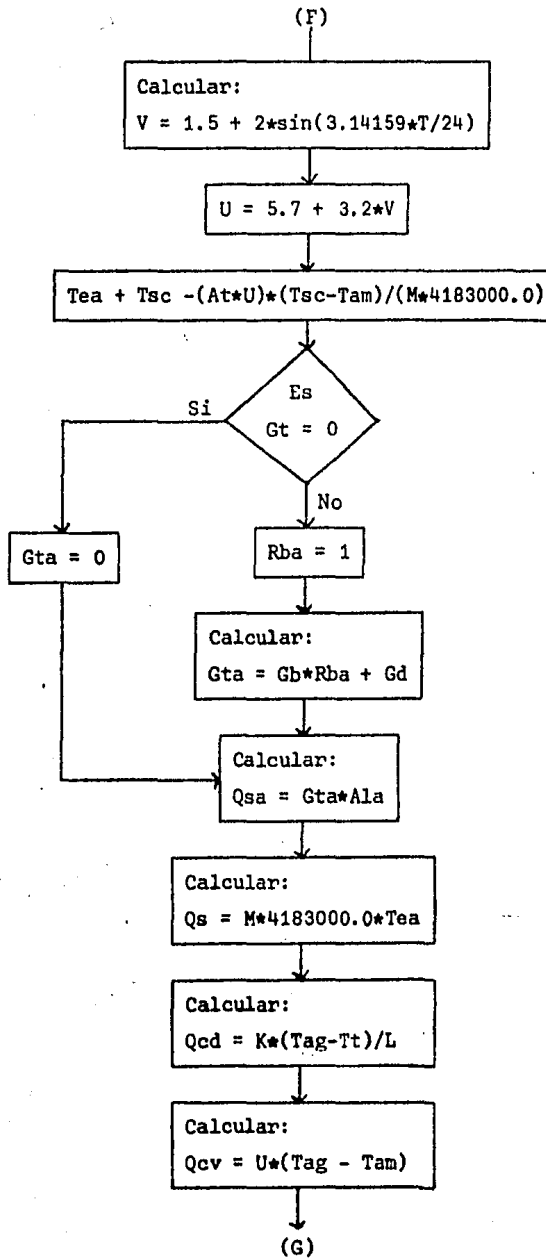 (F)
Calcular:
V = 1.5 + 2*sin(3.14159*T/24)
U = 5.7 + 3.2*V
Tea + Tsc -(At*U)*(Tsc-Tam)/(M*4183000.0)
Es
Gt = 0
Si
No
Gta = 0
Rba = 1
Calcular:
Gta = Gb*Rba + Gd
Calcular:
Qsa = Gta*Ala
Calcular:
Qs = M*4183000.0*Tea
Calcular:
Qcd = K*(Tag-Tt)/L
Calcular:
Qcv = U*(Tag - Tam)
(G)